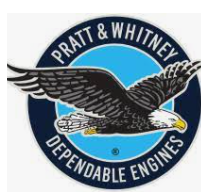 PRATT & WHITNEY
®
DEPENDABLE ENGINES